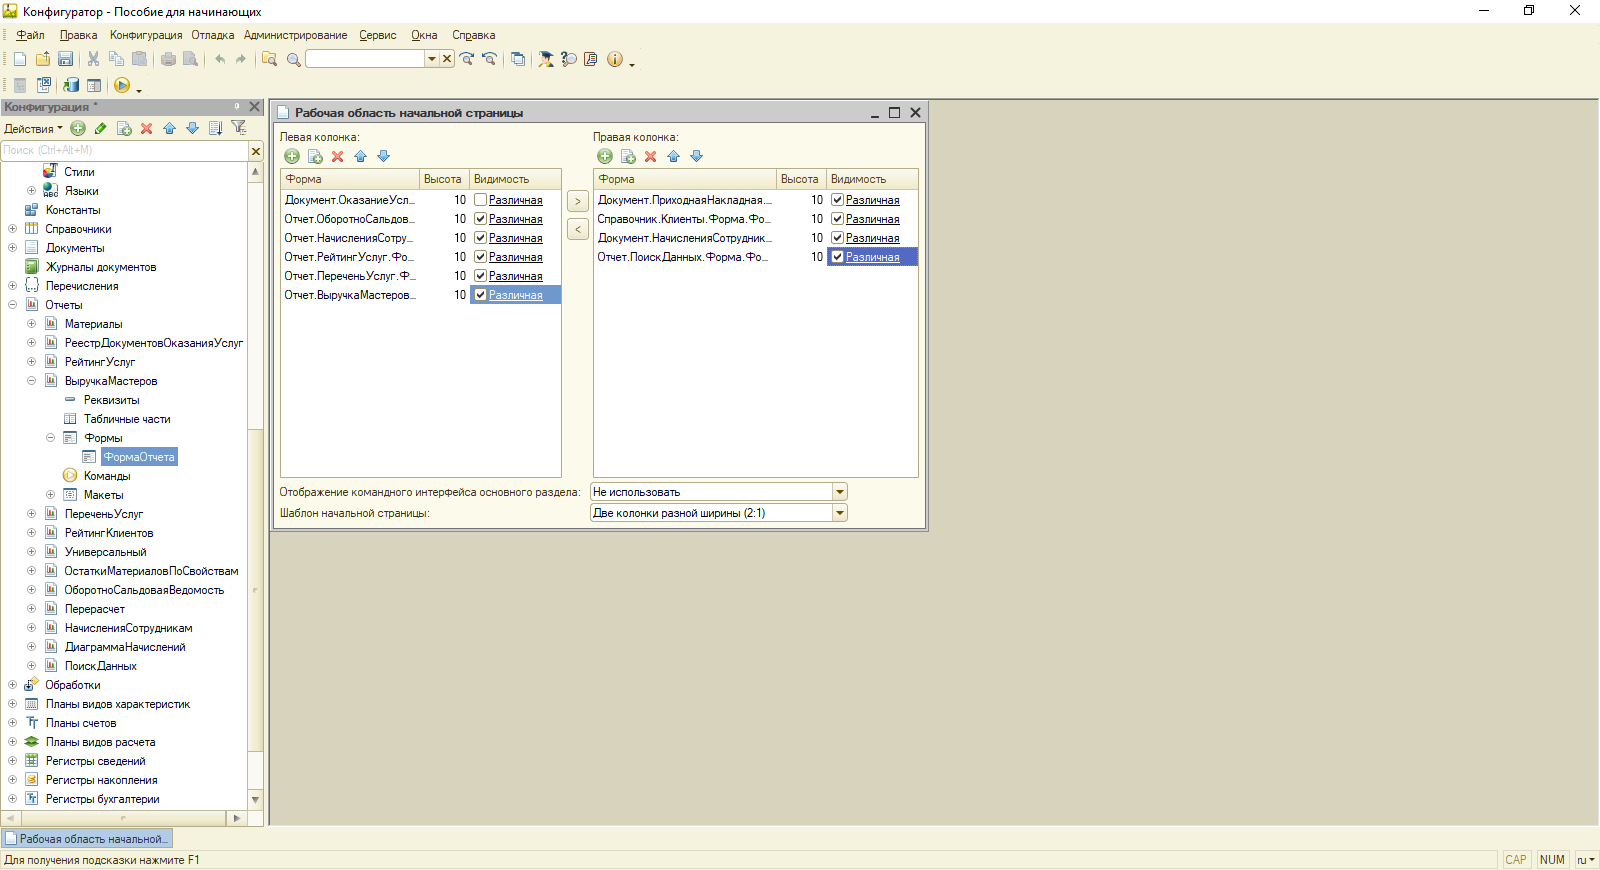 Конфигуратор - Пособие для начинающих
Файл Правка Конфигурация Отладка Администрирование Сервис Окна Справка
Конфигурация *
Действия
Поиск (Ctrl+Alt+M)
Стили
Языки
Константы
Справочники
Документы
Журналы документов
Перечисления
Отчеты
Материалы
РеестрДокументовОказанияУслуг
РейтингУслуг
ВыручкаМастеров
Реквизиты
Табличные части
Формы
ФормаОтчета
Команды
Макеты
ПереченьУслуг
РейтингКлиентов
Универсальный
ОстаткиМатериаловПоСвойствам
ОборотноСальдоваяВедомость
Перерасчет
НачисленияСотрудникам
ДиаграммаНачислений
ПоискДанных
Обработки
Планы видов характеристик
Планы счетов
Планы видов расчета
Регистры сведений
Регистры накопления
Регистры бухгалтерии
Рабочая область начальной страницы
Левая колонка:
Форма Высота Видимость
Документ.ОказаниеУсл... 10 Различная
Отчет.ОборотноСальдов... 10 Различная
Отчет.НачисленияСотру... 10 Различная
Отчет.РейтингУслуг.Фо... 10 Различная
Отчет.ПереченьУслуг.Ф... 10 Различная
Отчет.ВыручкаМастеров... 10 Различная
>
<
Правая колонка:
Форма Высота Видимость
Документ.ПриходнаяНакладная.... 10 Различная
Справочник.Клиенты.Форма.Фо... 10 Различная
Документ.НачисленияСотрудник... 10 Различная
Отчет.ПоискДанных.Форма.Фо... 10 Различная
Отображение командного интерфейса основного раздела: Не использовать
Шаблон начальной страницы: Две колонки разной ширины (2:1)
Рабочая область начальной...
Для получения подсказки нажмите F1 CAP NUM ru